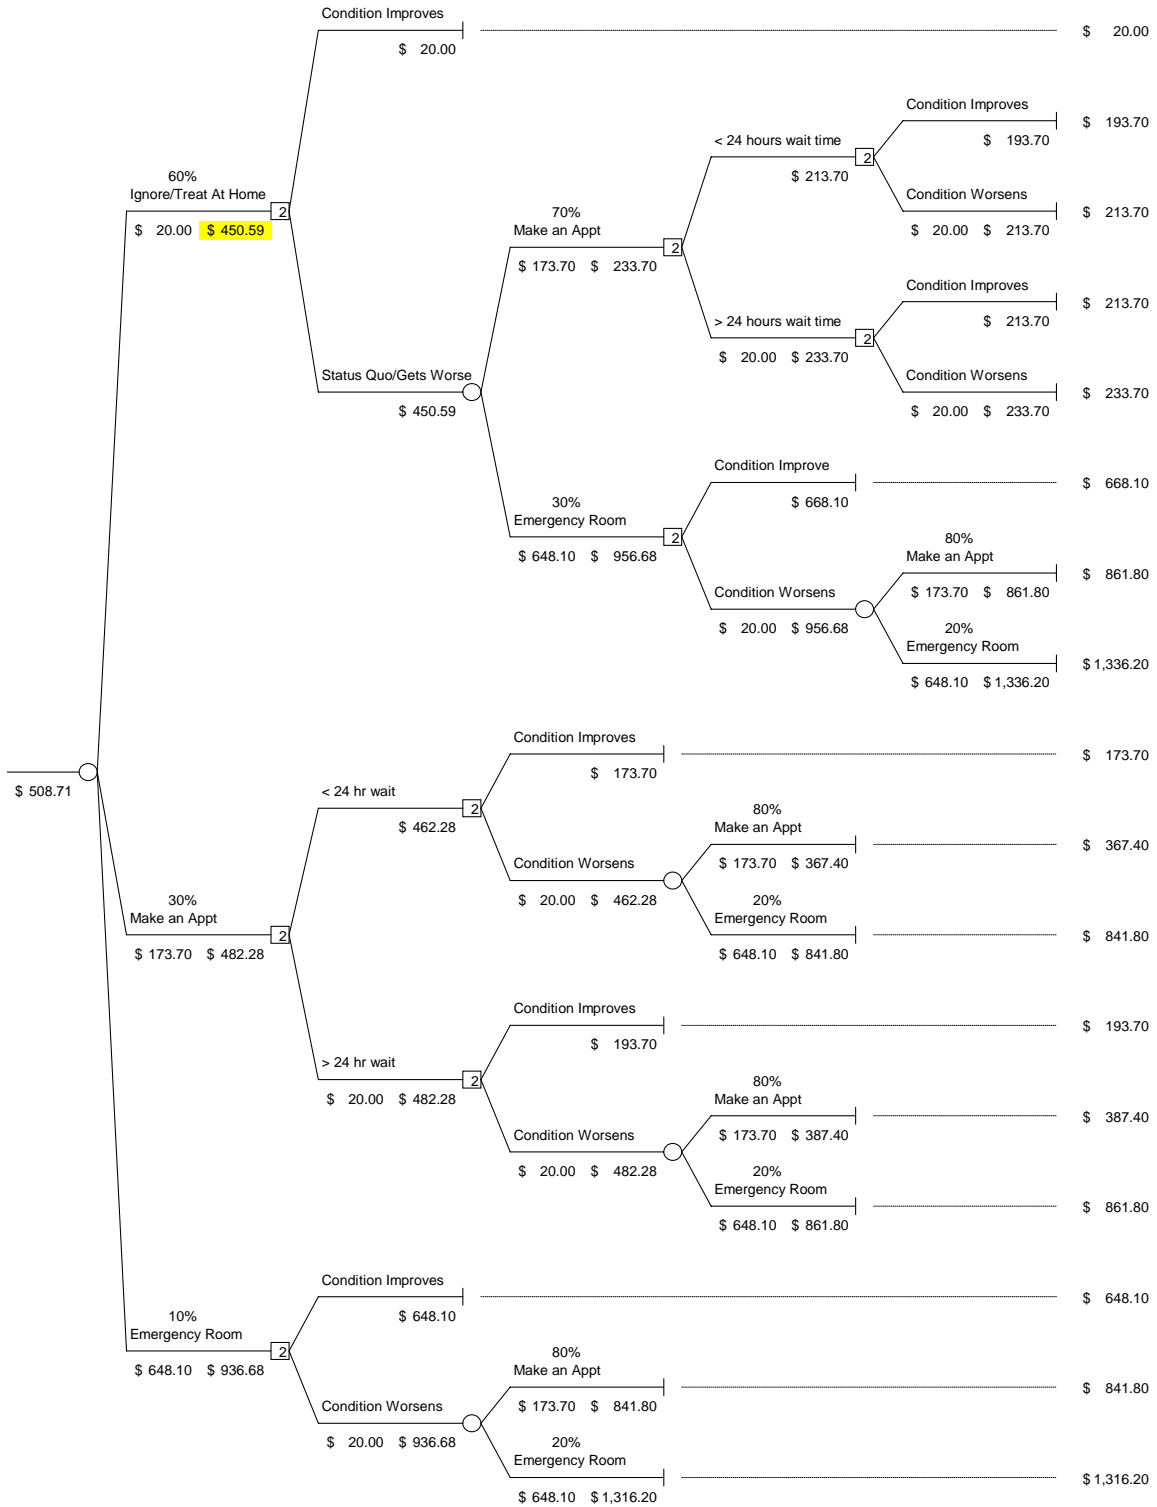 Condition Improves
$ 20.00 $ 20.00
Condition Improves
$ 193.70 $ 193.70
< 24 hours wait time
2
$ 213.70
60%
Ignore/Treat At Home
2
$ 20.00 $ 450.59
Condition Worsens
$ 20.00 $ 213.70 $ 213.70
70%
Make an Appt
2
$ 173.70 $ 233.70
Condition Improves
$ 213.70 $ 213.70
> 24 hours wait time
2
$ 20.00 $ 233.70
Status Quo/Gets Worse
$ 450.59
Condition Worsens
$ 20.00 $ 233.70 $ 233.70
Condition Improve
$ 668.10 $ 668.10
30%
Emergency Room
2
$ 648.10 $ 956.68
80%
Make an Appt
$ 173.70 $ 861.80 $ 861.80
Condition Worsens
$ 20.00 $ 956.68
20%
Emergency Room
$ 648.10 $ 1,336.20 $ 1,336.20
Condition Improves
$ 173.70 $ 173.70
$ 508.71
< 24 hr wait
2
$ 462.28
80%
Make an Appt
$ 173.70 $ 367.40 $ 367.40
Condition Worsens
$ 20.00 $ 462.28
20%
Emergency Room
$ 648.10 $ 841.80 $ 841.80
30%
Make an Appt
2
$ 173.70 $ 482.28
Condition Improves
$ 193.70 $ 193.70
> 24 hr wait
2
$ 20.00 $ 482.28
80%
Make an Appt
$ 173.70 $ 387.40 $ 387.40
Condition Worsens
$ 20.00 $ 482.28
20%
Emergency Room
$ 648.10 $ 861.80 $ 861.80
Condition Improves
$ 648.10 $ 648.10
10%
Emergency Room
2
$ 648.10 $ 936.68
80%
Make an Appt
$ 173.70 $ 841.80 $ 841.80
Condition Worsens
$ 20.00 $ 936.68
20%
Emergency Room
$ 648.10 $ 1,316.20 $ 1,316.20